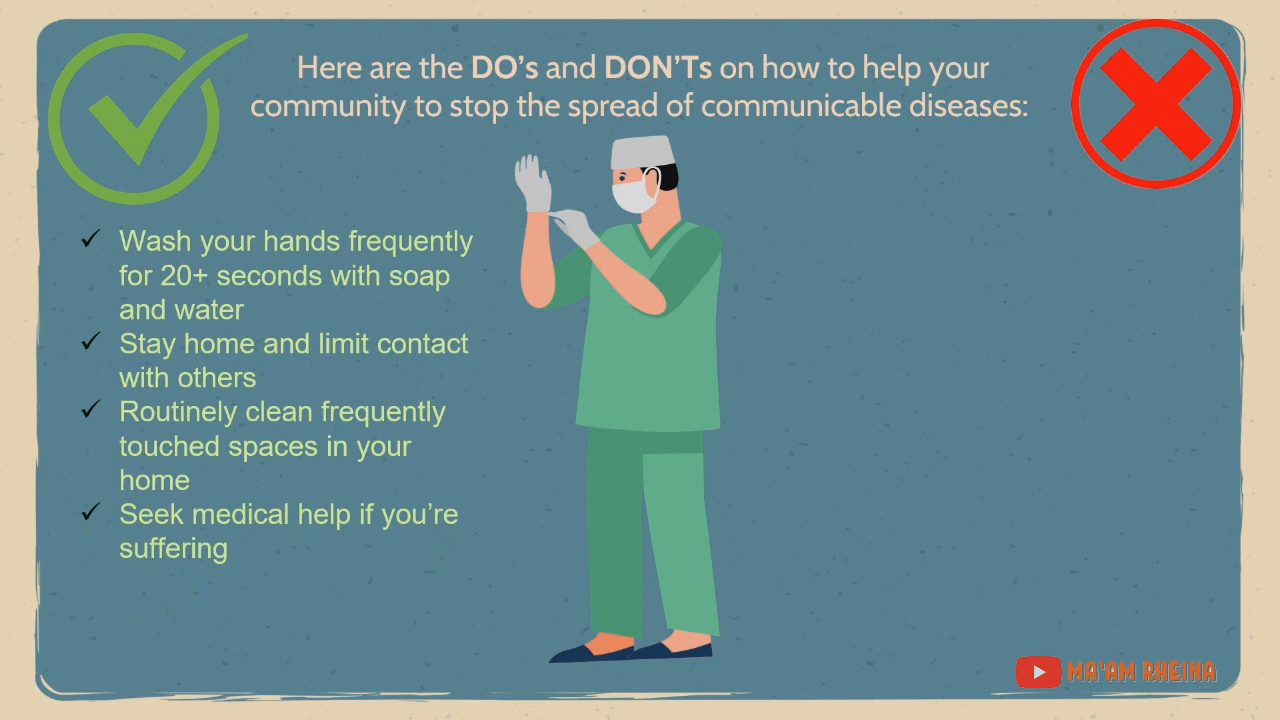 Here are the DO's and DON'Ts on how to help your
community to stop the spread of communicable diseases:
Wash your hands frequently
for 20+ seconds with soap
and water
Stay home and limit contact
with others
Routinely clean frequently
touched spaces in your
home
Seek medical help if you’re
suffering
MA'AM RHEINA